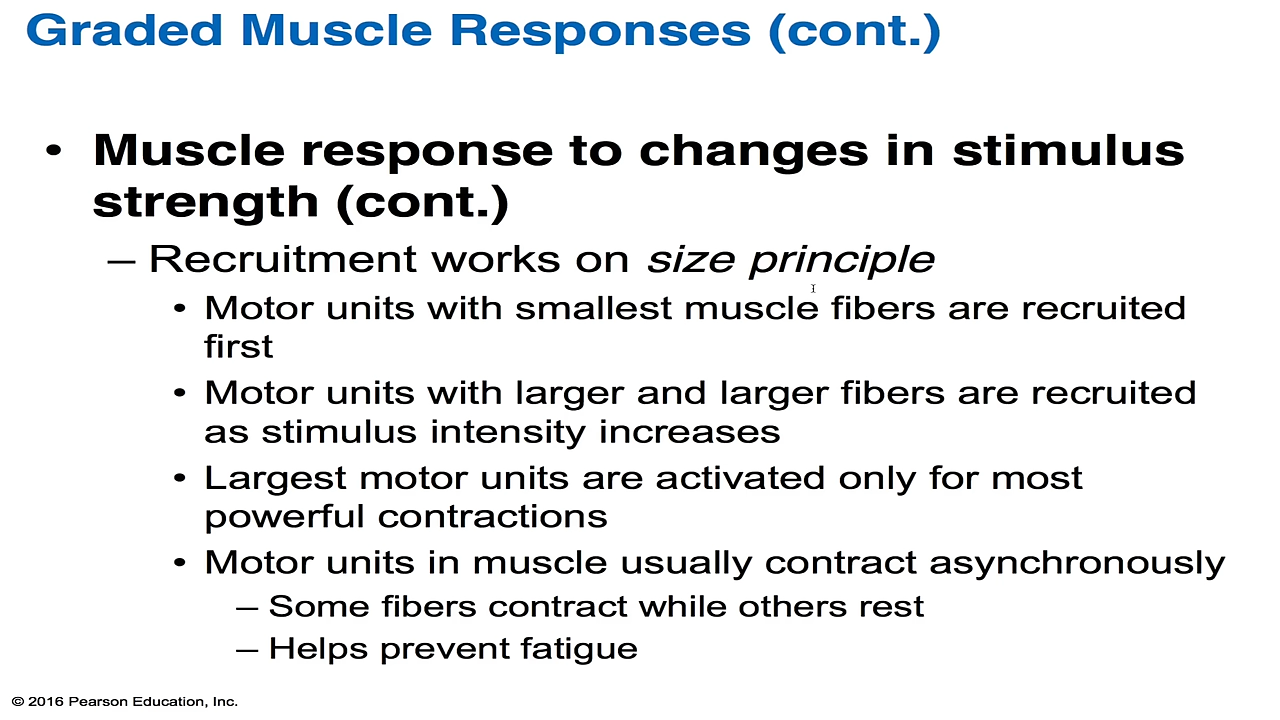 Graded Muscle Responses (cont.)
• Muscle response to changes in stimulus
strength (cont.)
– Recruitment works on size principle
• Motor units with smallest muscle fibers are recruited
first
• Motor units with larger and larger fibers are recruited
as stimulus intensity increases
• Largest motor units are activated only for most
powerful contractions
• Motor units in muscle usually contract asynchronously
– Some fibers contract while others rest
– Helps prevent fatigue
© 2016 Pearson Education, Inc.